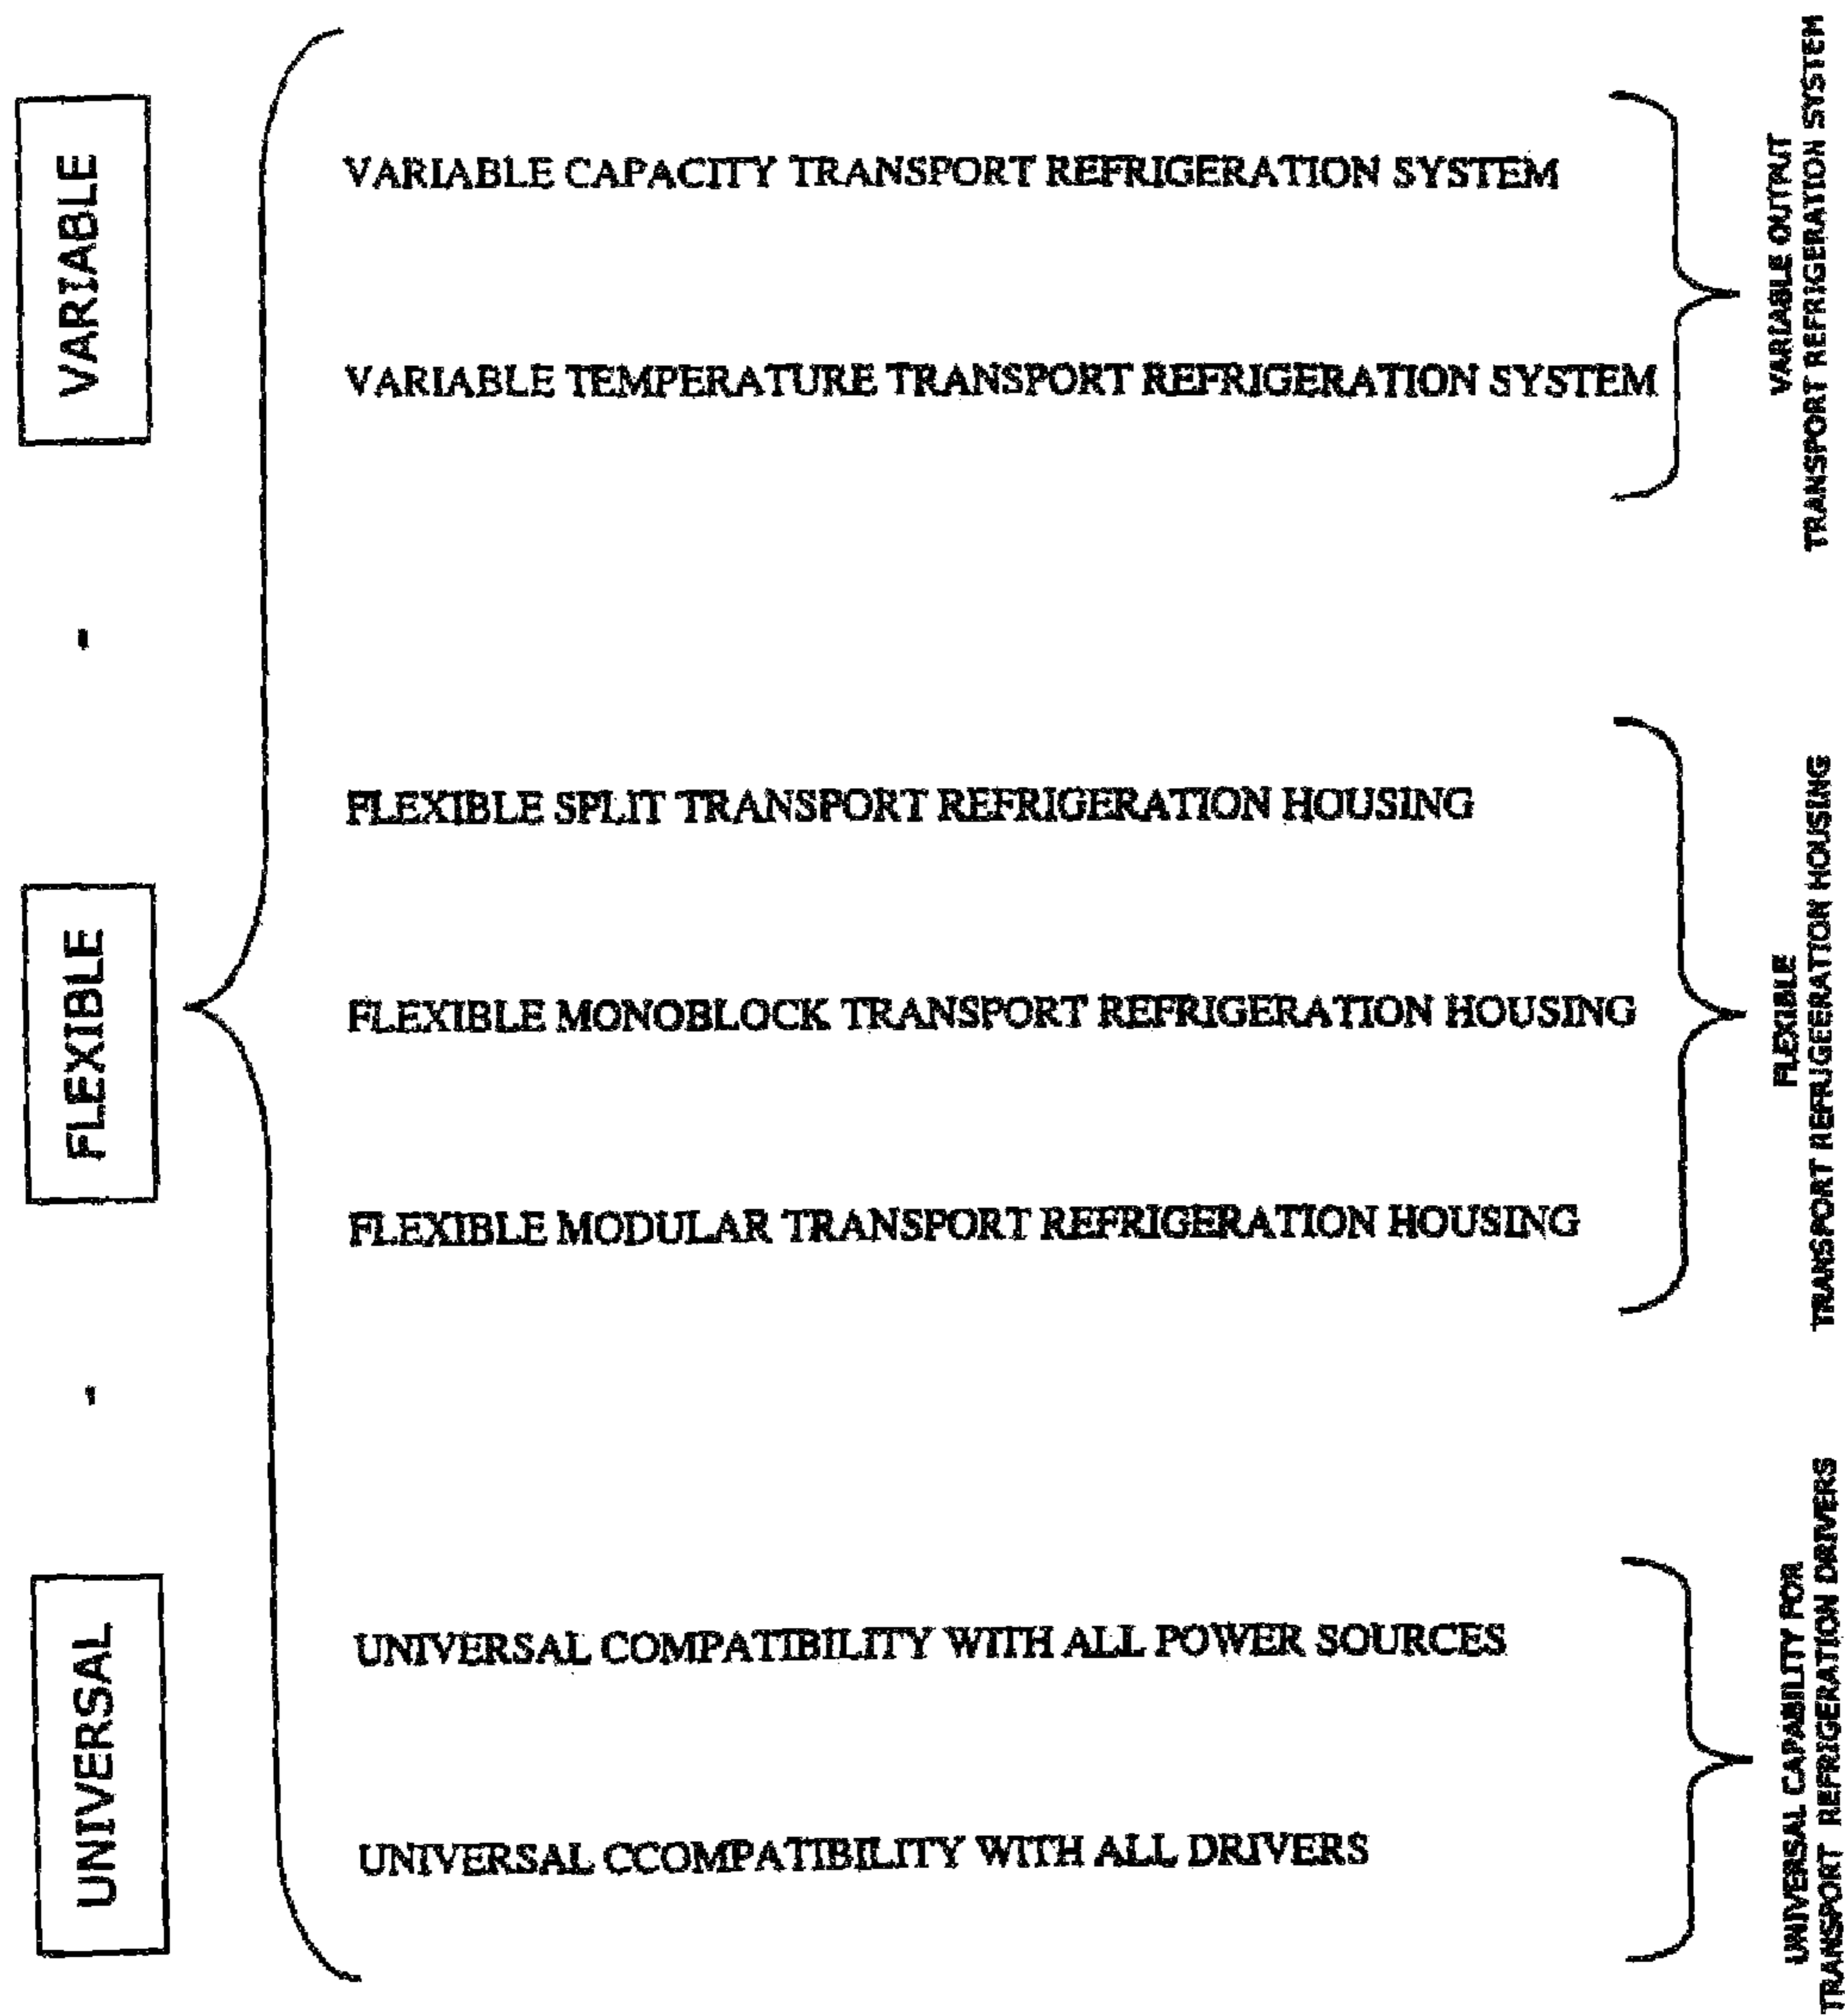 VARIABLE
-
FLEXIBLE
-
UNIVERSAL
VARIABLE CAPACITY TRANSPORT REFRIGERATION SYSTEM
VARIABLE TEMPERATURE TRANSPORT REFRIGERATION SYSTEM
FLEXIBLE SPLIT TRANSPORT REFRIGERATION HOUSING
FLEXIBLE MONOBLOCK TRANSPORT REFRIGERATION HOUSING
FLEXIBLE MODULAR TRANSPORT REFRIGERATION HOUSING
UNIVERSAL COMPATIBILITY WITH ALL POWER SOURCES
UNIVERSAL CCOMPATIBILITY WITH ALL DRIVERS
VARIABLE OUTPUT
TRANSPORT REFRIGERATION SYSTEM
FLEXIBLE
TRANSPORT REFRIGEERATION HOUSING
UNIVERSAL CAPABILITY FOR
TRANSPORT REFRIGERATION DRIVERS